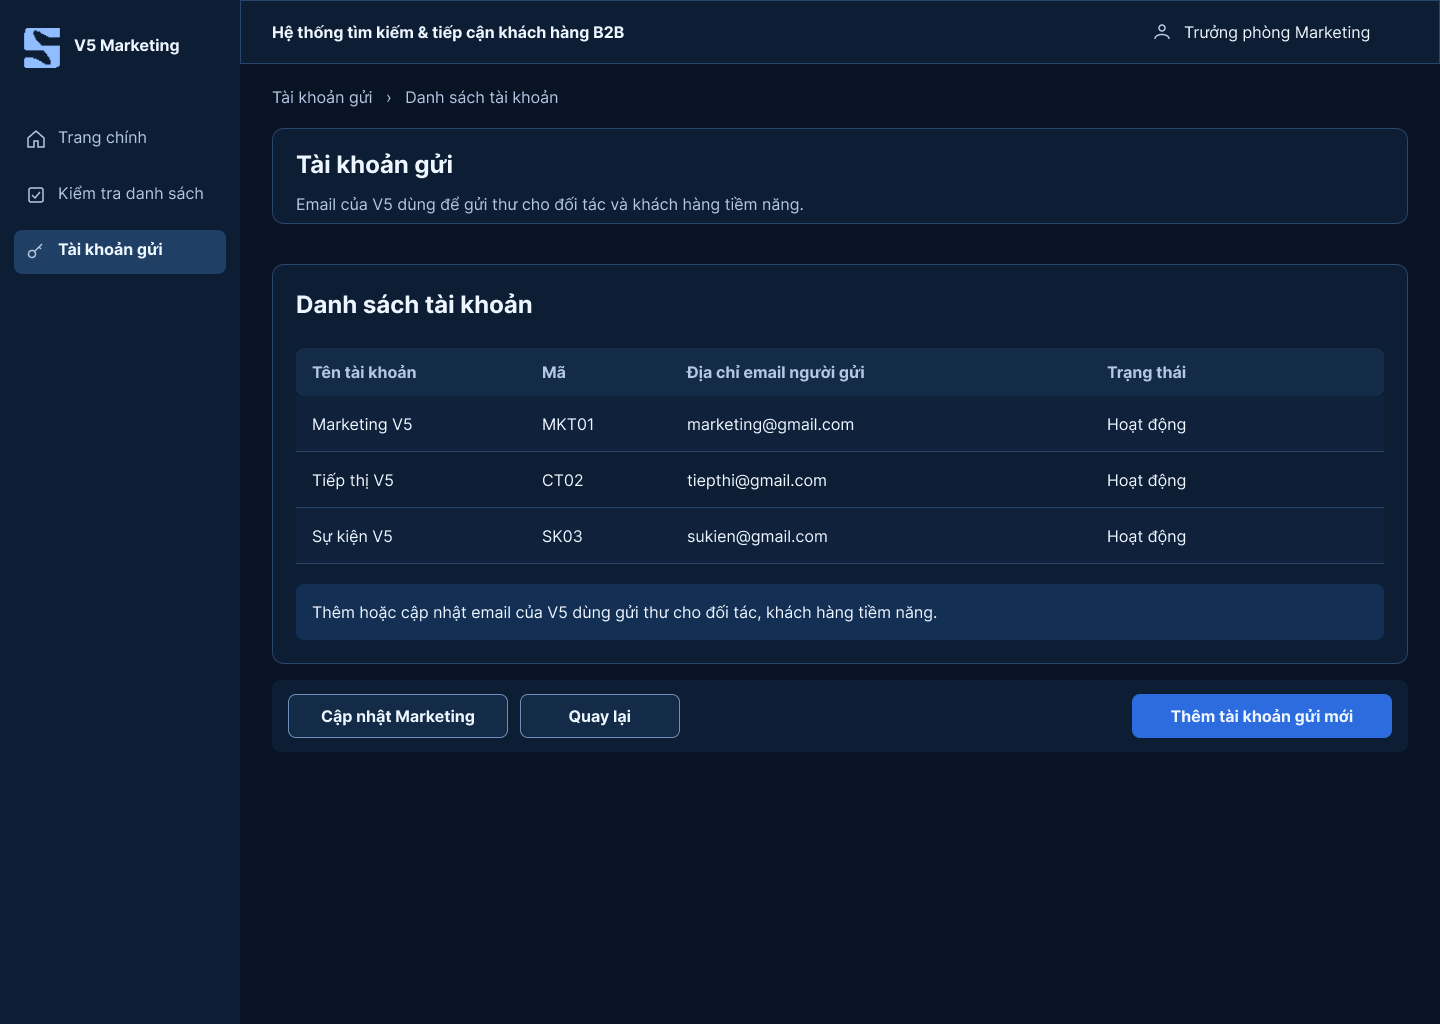 V5 Marketing
Hệ thống tìm kiếm & tiếp cận khách hàng B2B
Trưởng phòng Marketing
Trang chính
Kiểm tra danh sách
Tài khoản gửi
Tài khoản gửi › Danh sách tài khoản
Tài khoản gửi
Email của V5 dùng để gửi thư cho đối tác và khách hàng tiềm năng.
Danh sách tài khoản
Tên tài khoản Mã Địa chỉ email người gửi Trạng thái
Marketing V5 MKT01 marketing@gmail.com Hoạt động
Tiếp thị V5 CT02 tiepthi@gmail.com Hoạt động
Sự kiện V5 SK03 sukien@gmail.com Hoạt động
Thêm hoặc cập nhật email của V5 dùng gửi thư cho đối tác, khách hàng tiềm năng.
Cập nhật Marketing Quay lại Thêm tài khoản gửi mới